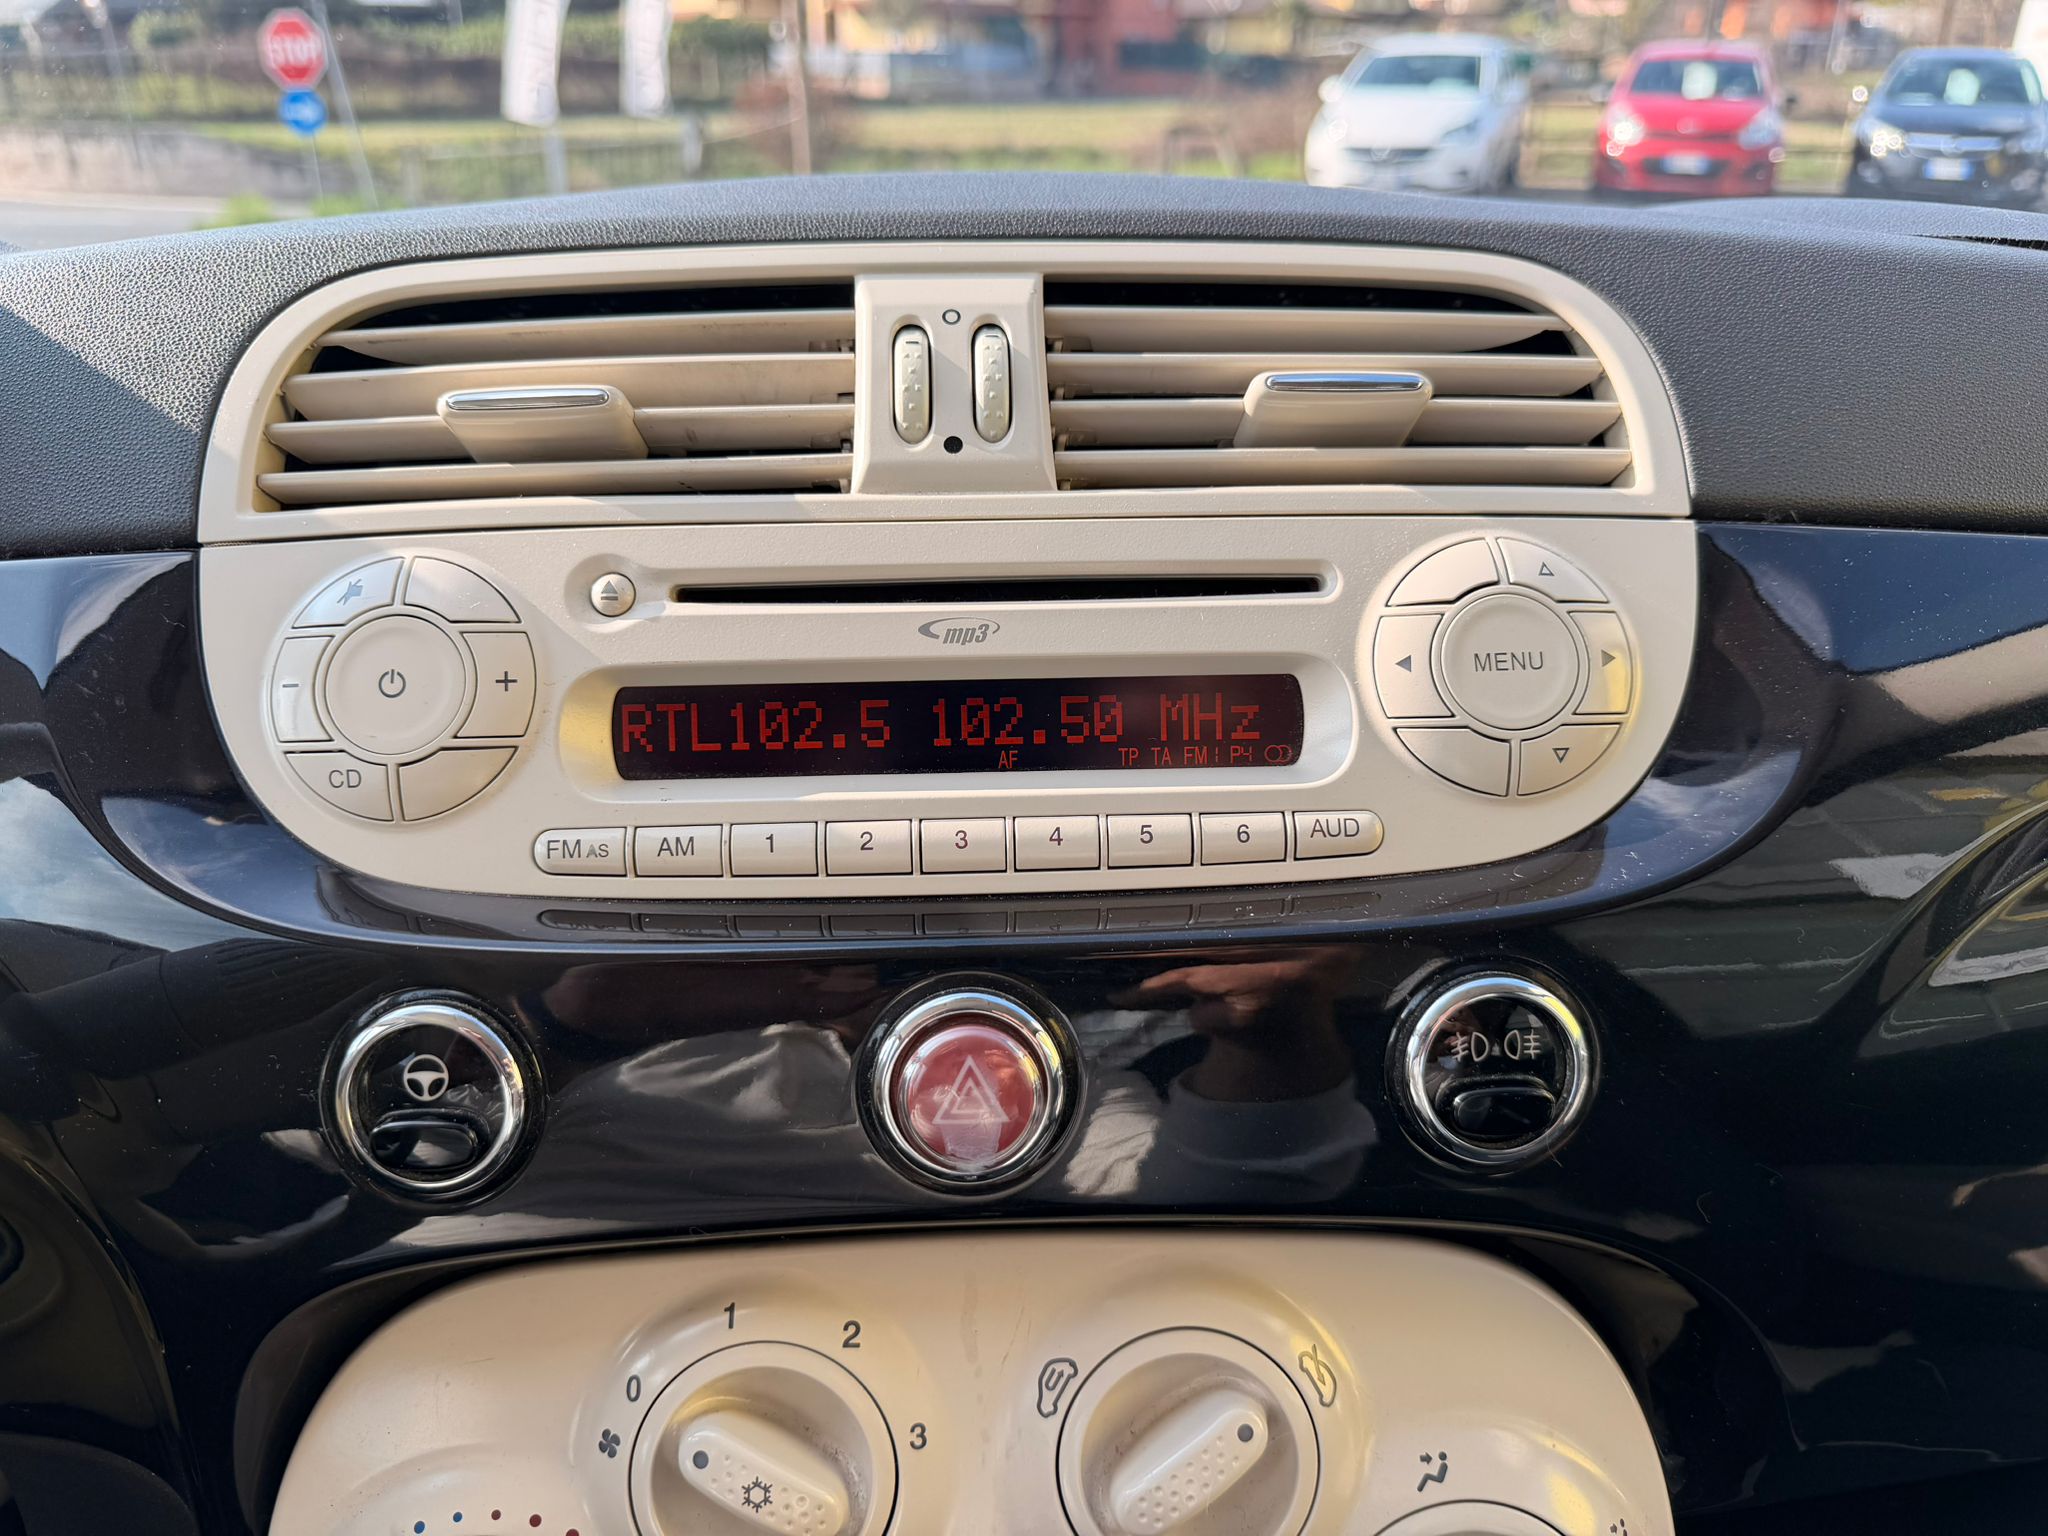 STOP
mp3
MENU
CD
RTL102.5 102.50 MHz
AF TP TA FM1 P4
FM AS AM 1 2 3 4 5 6 AUD
0 1 2 3